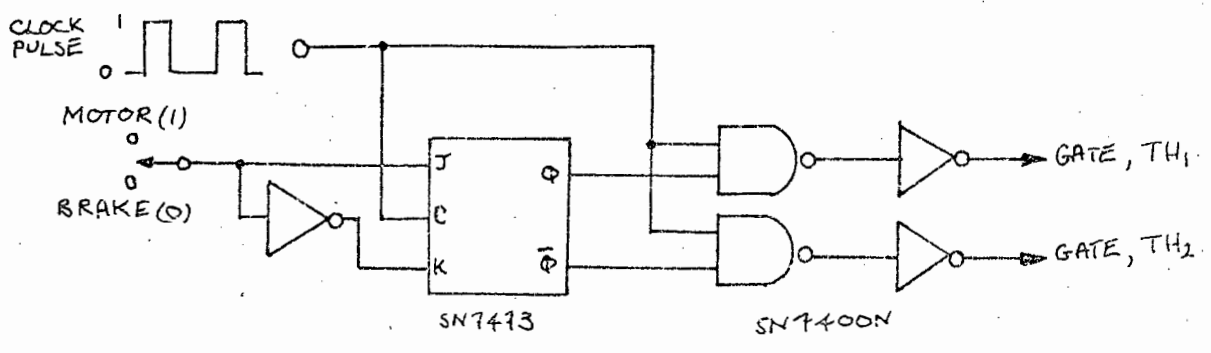 CLOCK
PULSE
1
0
MOTOR (1)
BRAKE (0)
J
C
K
Q
Q̅
SN7473
SN7400N
GATE, TH1
GATE, TH2